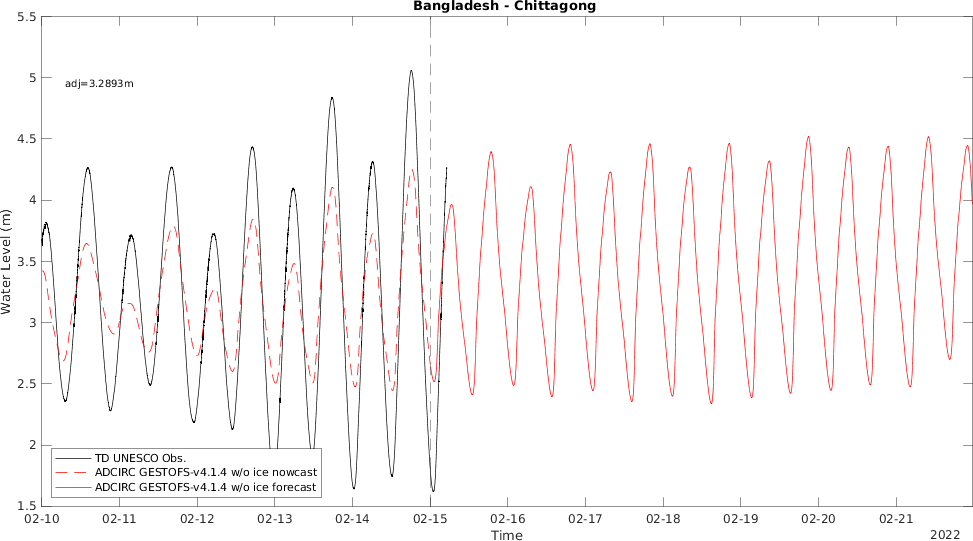 Bangladesh - Chittagong
5.5
5
4.5
4
3.5
3
2.5
2
1.5
Water Level (m)
adj=3.2893m
TD UNESCO Obs.
ADCIRC GESTOFS-v4.1.4 w/o ice nowcast
ADCIRC GESTOFS-v4.1.4 w/o ice forecast
02-10 02-11 02-12 02-13 02-14 02-15 02-16 02-17 02-18 02-19 02-20 02-21
Time
2022